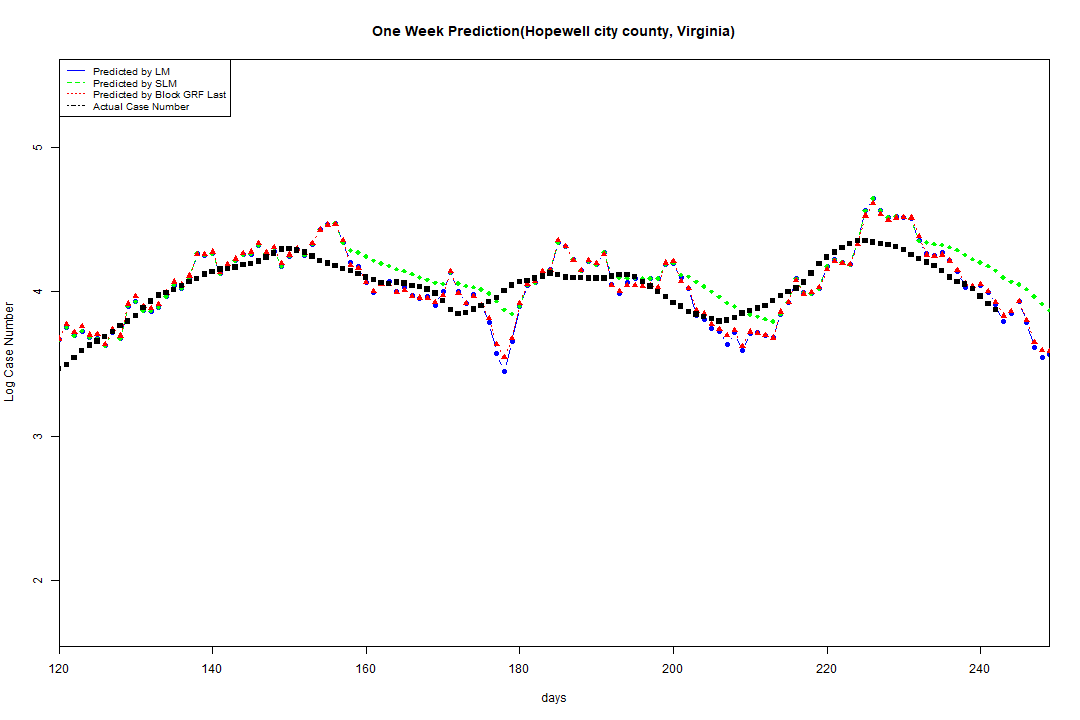 One Week Prediction(Hopewell city county, Virginia)
Predicted by LM
Predicted by SLM
Predicted by Block GRF Last
Actual Case Number
5
4
3
2
Log Case Number
120 140 160 180 200 220 240
days